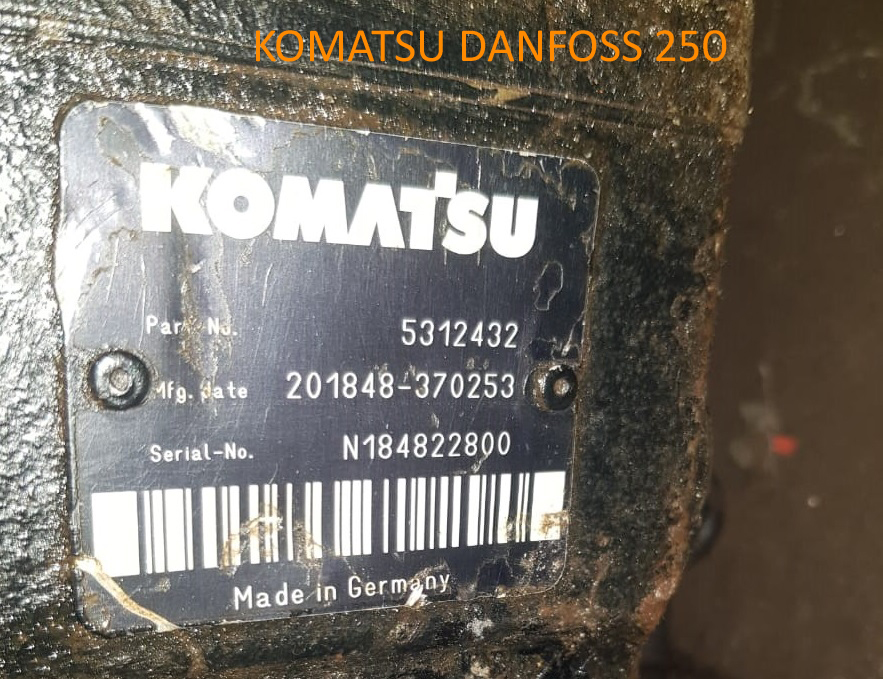 KOMATSU DANFOSS 250
KOMATSU
Part No. 5312432
Mfg. date 201848-370253
Serial-No. N184822800
Made in Germany